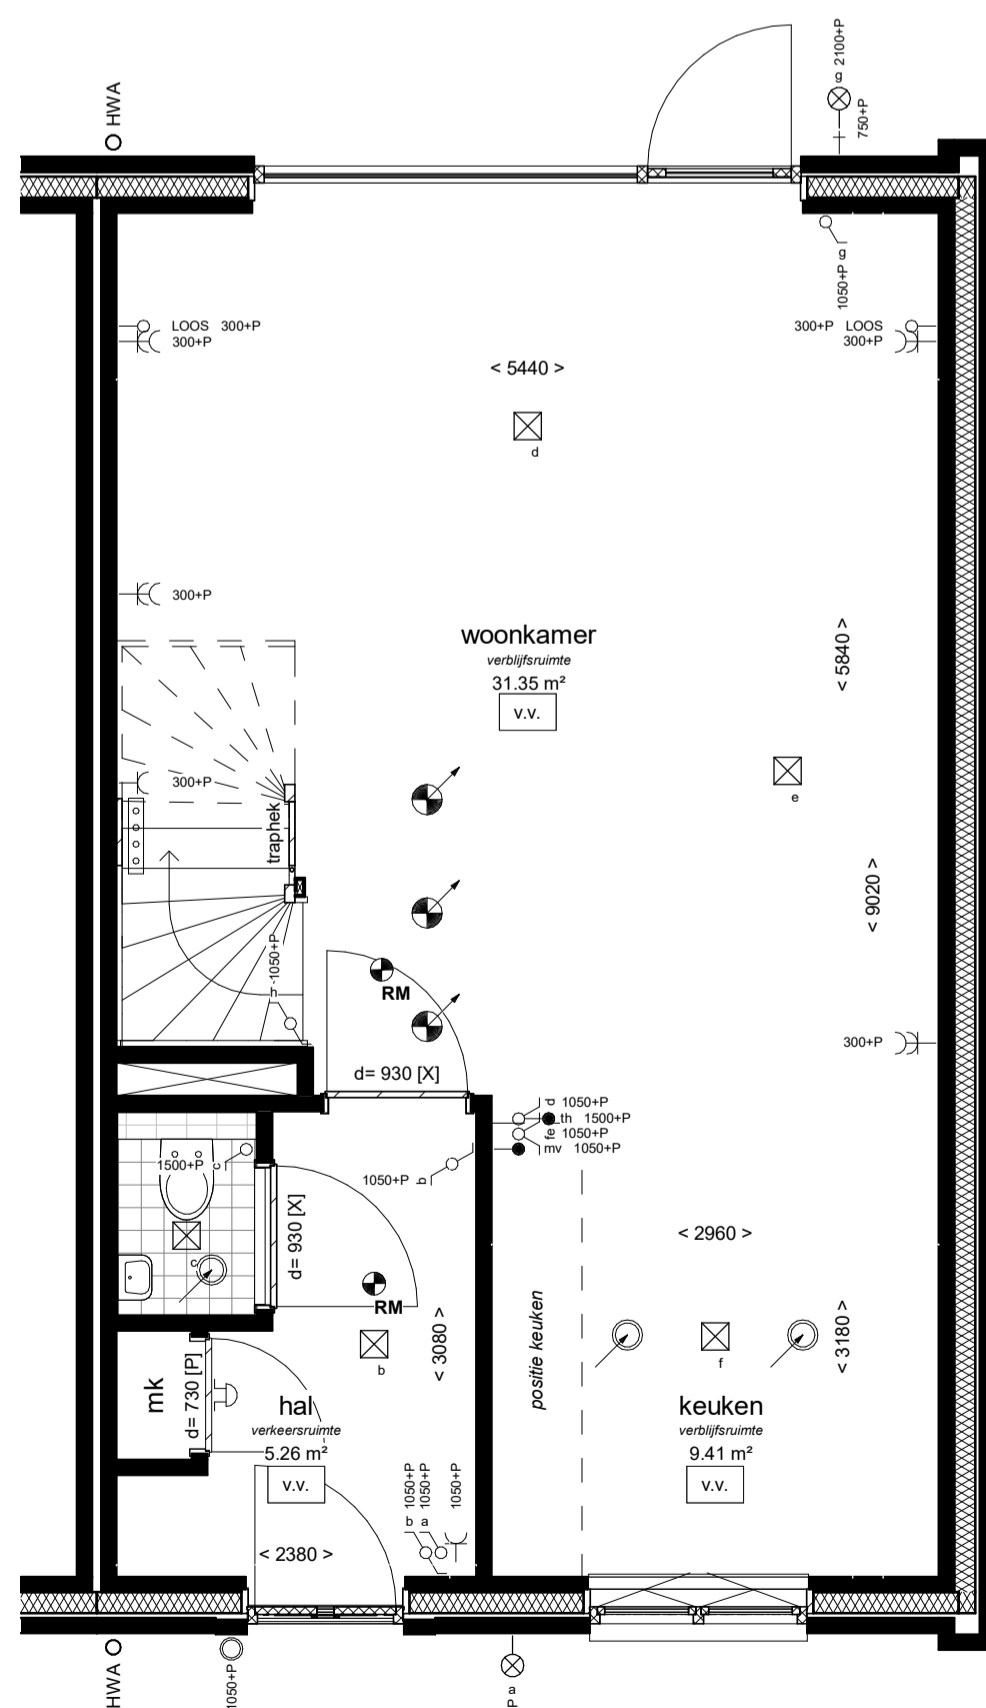 HWA
g 2100+P
750+P
1050+P g
LOOS 300+P
300+P
300+P LOOS
300+P
< 5440 >
d
300+P
woonkamer
verblijfsruimte
31.35 m²
v.v.
< 5840 >
300+P
e
traphek
< 9020 >
h 1050+P
RM
300+P
d= 930 [X]
d 1050+P
th 1500+P
fe 1050+P
mv 1050+P
1500+P c
1050+P b
d= 930 [X]
c
< 2960 >
RM
b
< 3080 >
positie keuken
f
< 3180 >
mk
d= 730 [P]
hal
verkeersruimte
5.26 m²
v.v.
keuken
verblijfsruimte
9.41 m²
v.v.
b 1050+P
a 1050+P
1050+P
< 2380 >
HWA
1050+P
a
P